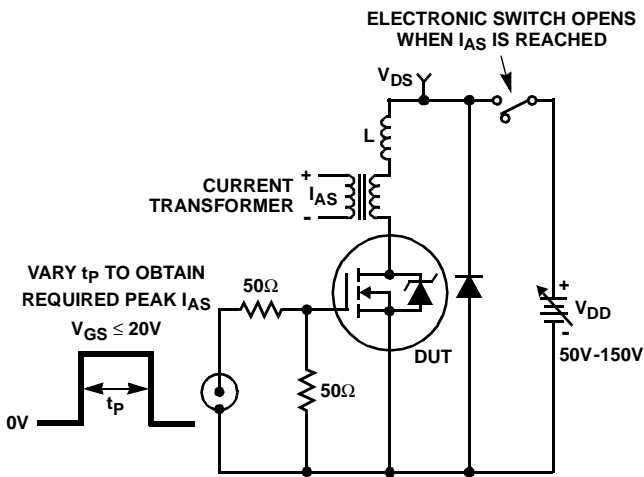 ELECTRONIC SWITCH OPENS
WHEN IAS IS REACHED
VDS
L
+
CURRENT
TRANSFORMER
IAS
-
VARY tP TO OBTAIN
REQUIRED PEAK IAS
50Ω
VGS ≤ 20V
DUT
+
VDD
-
50V-150V
50Ω
tP
0V